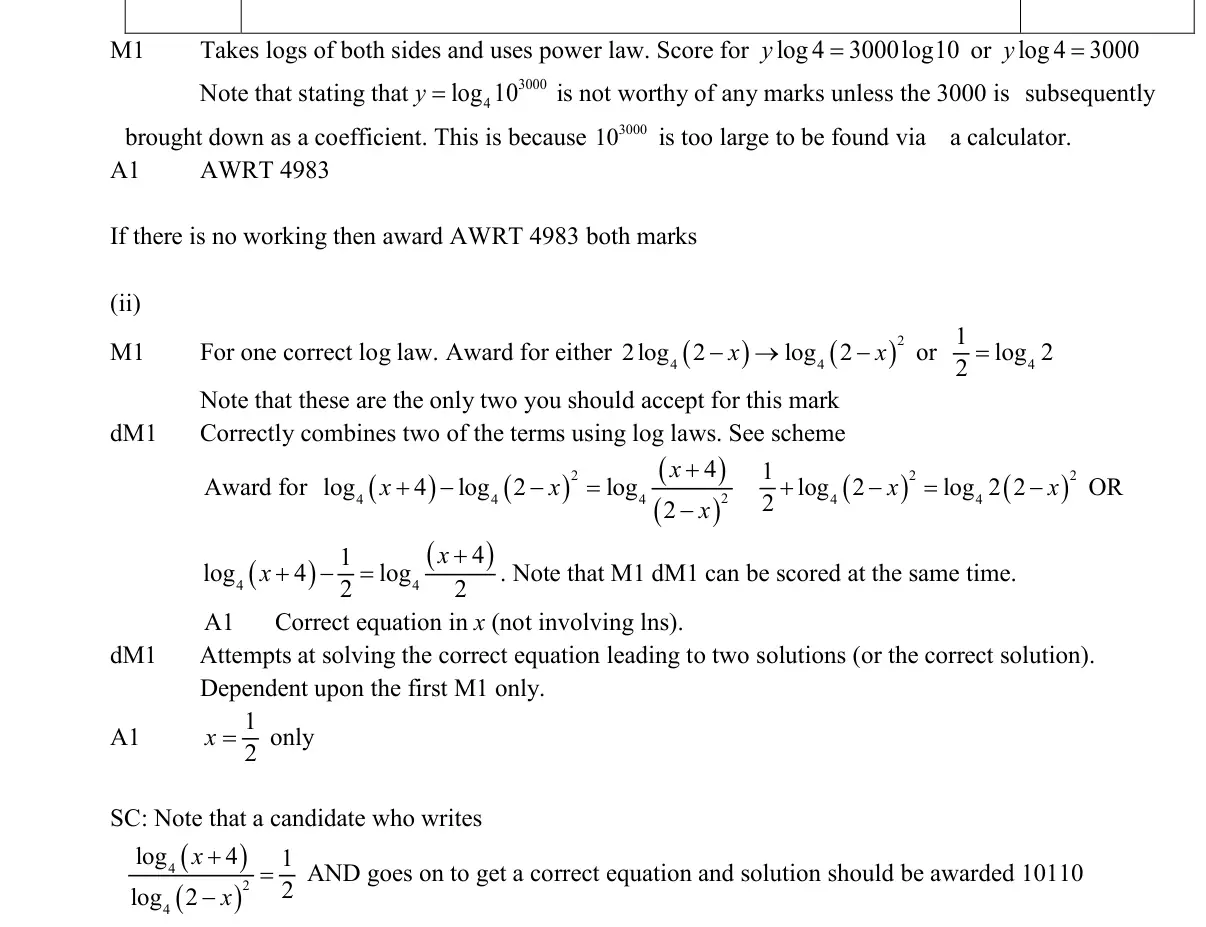 M1 Takes logs of both sides and uses power law. Score for y log 4 = 3000 log10 or y log 4 = 3000
Note that stating that y = log₄ 10³⁰⁰⁰ is not worthy of any marks unless the 3000 is subsequently
brought down as a coefficient. This is because 10³⁰⁰⁰ is too large to be found via a calculator.
A1 AWRT 4983
If there is no working then award AWRT 4983 both marks
(ii)
M1 For one correct log law. Award for either 2 log₄ (2 − x) → log₄ (2 − x)² or 1/2 = log₄ 2
Note that these are the only two you should accept for this mark
dM1 Correctly combines two of the terms using log laws. See scheme
Award for log₄ (x + 4) − log₄ (2 − x)² = log₄ (x + 4)/(2 − x)² 1/2 + log₄ (2 − x)² = log₄ 2(2 − x)² OR
log₄ (x + 4) − 1/2 = log₄ (x + 4)/2 . Note that M1 dM1 can be scored at the same time.
A1 Correct equation in x (not involving lns).
dM1 Attempts at solving the correct equation leading to two solutions (or the correct solution).
Dependent upon the first M1 only.
A1 x = 1/2 only
SC: Note that a candidate who writes
log₄ (x + 4)/log₄ (2 − x)² = 1/2 AND goes on to get a correct equation and solution should be awarded 10110